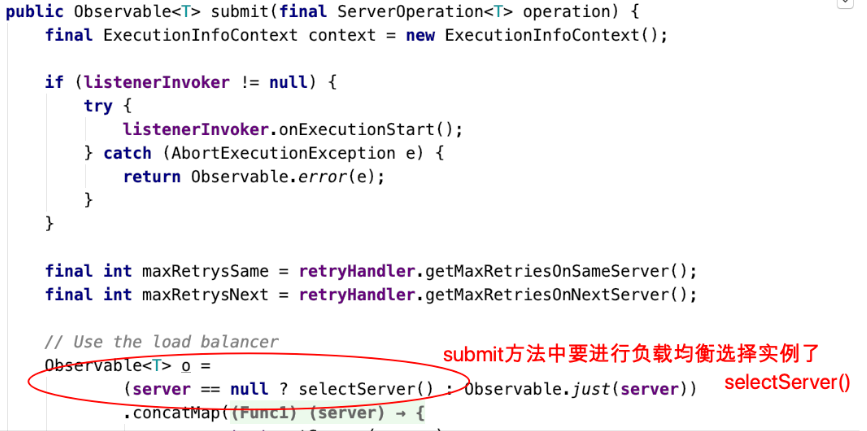 public Observable<T> submit(final ServerOperation<T> operation) {
final ExecutionInfoContext context = new ExecutionInfoContext();
if (listenerInvoker != null) {
try {
listenerInvoker.onExecutionStart();
} catch (AbortExecutionException e) {
return Observable.error(e);
}
}
final int maxRetrysSame = retryHandler.getMaxRetriesOnSameServer();
final int maxRetrysNext = retryHandler.getMaxRetriesOnNextServer();
// Use the load balancer
submit方法中要进行负载均衡选择实例了
Observable<T> o =
(server == null ? selectServer() : Observable.just(server))
selectServer()
.concatMap((Func1) (server) → {